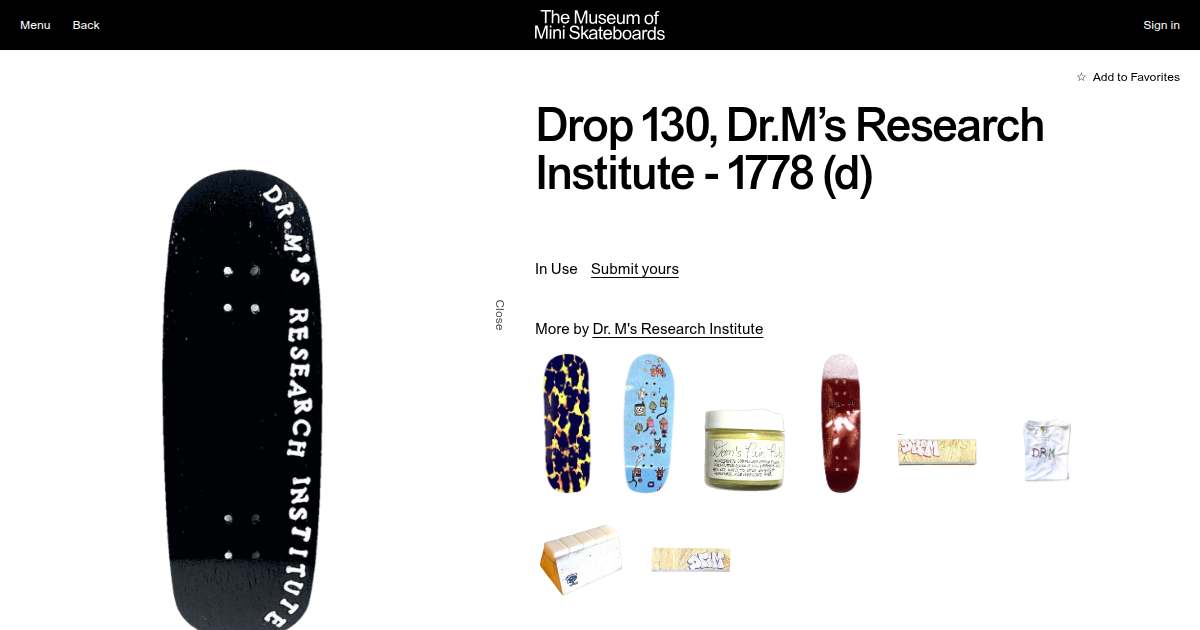 Menu
Back
The Museum of
Mini Skateboards
Sign in
☆ Add to Favorites
Drop 130, Dr.M’s Research
Institute - 1778 (d)
DR.M'S RESEARCH INSTITUTE
Close
In Use
Submit yours
More by Dr. M's Research Institute
DRM